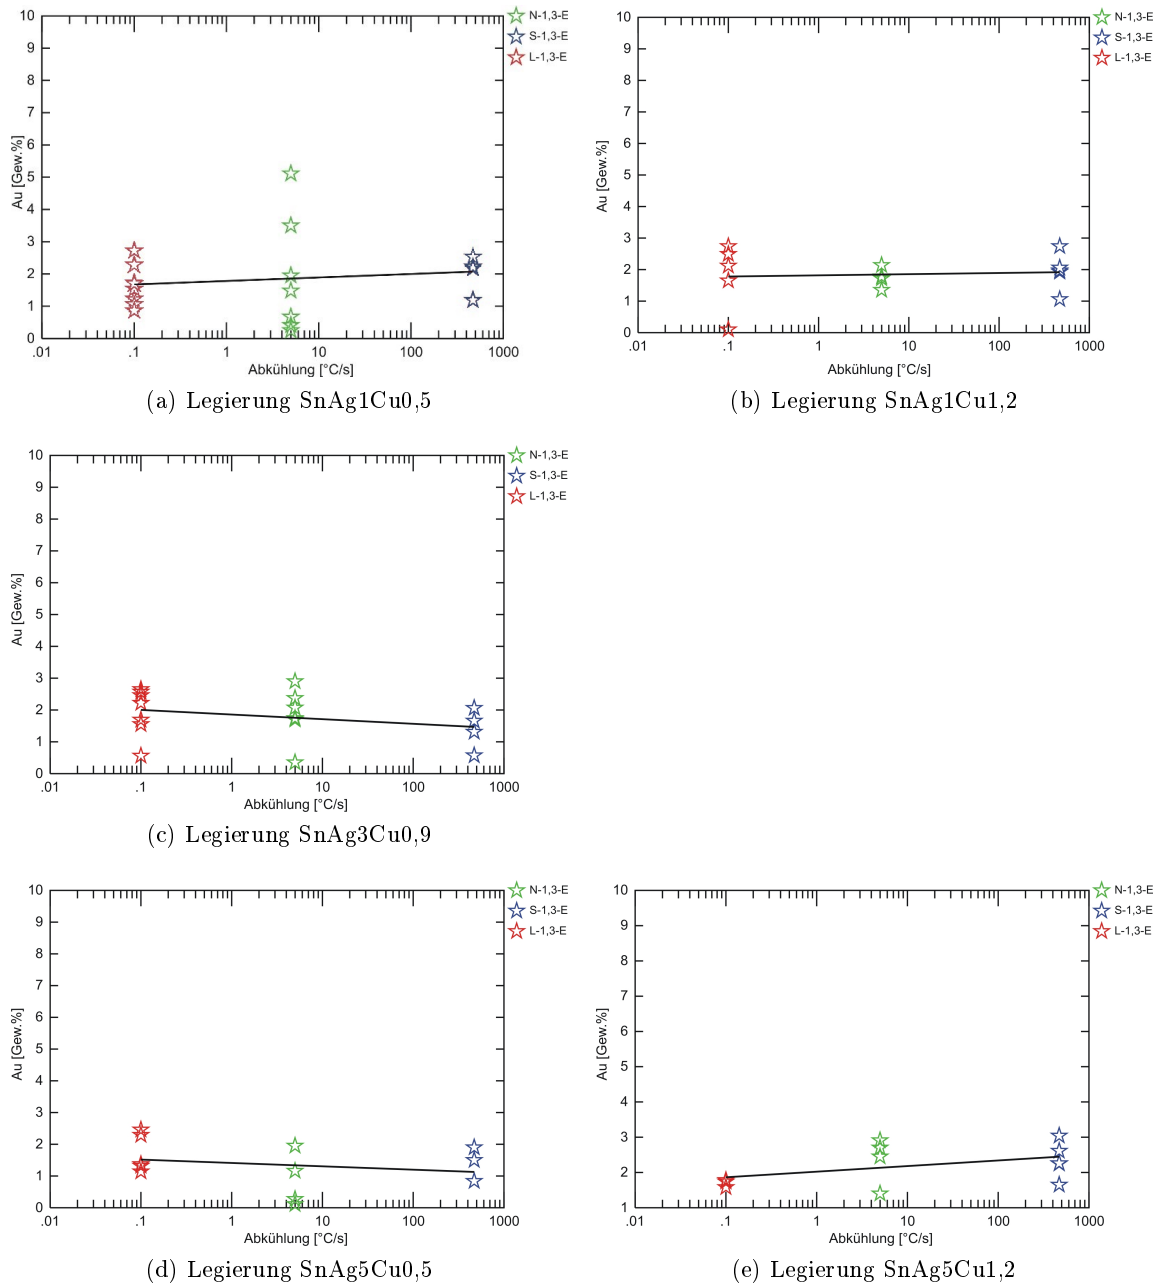 10
9
8
7
6
5
4
3
2
1
0
Au [Gew.%]
.01 .1 1 10 100 1000
Abkühlung [°C/s]
N-1,3-E
S-1,3-E
L-1,3-E
(a) Legierung SnAg1Cu0,5
10
9
8
7
6
5
4
3
2
1
0
Au [Gew.%]
.01 .1 1 10 100 1000
Abkühlung [°C/s]
N-1,3-E
S-1,3-E
L-1,3-E
(b) Legierung SnAg1Cu1,2
10
9
8
7
6
5
4
3
2
1
0
Au [Gew.%]
.01 .1 1 10 100 1000
Abkühlung [°C/s]
N-1,3-E
S-1,3-E
L-1,3-E
(c) Legierung SnAg3Cu0,9
10
9
8
7
6
5
4
3
2
1
0
Au [Gew.%]
.01 .1 1 10 100 1000
Abkühlung [°C/s]
N-1,3-E
S-1,3-E
L-1,3-E
(d) Legierung SnAg5Cu0,5
10
9
8
7
6
5
4
3
2
1
Au [Gew.%]
.01 .1 1 10 100 1000
Abkühlung [°C/s]
N-1,3-E
S-1,3-E
L-1,3-E
(e) Legierung SnAg5Cu1,2